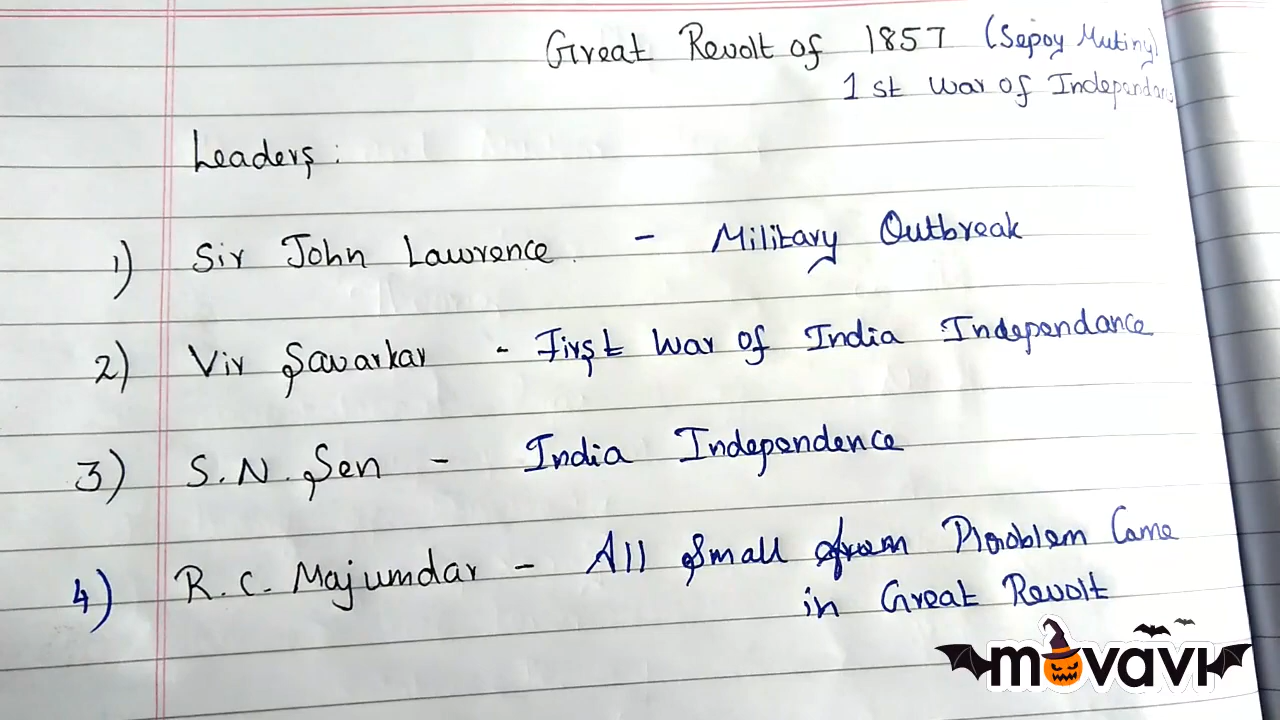 Great Revolt of 1857 (Sepoy Mutiny)
1 st War of Independance
Leaders:
1) Sir John Lawrence - Military Outbreak
2) Vir Savarkar - First War of India Independance
3) S.N. Sen - India Independence
4) R.C. Majumdar - All Small from Problem Came
in Great Revolt
movavi